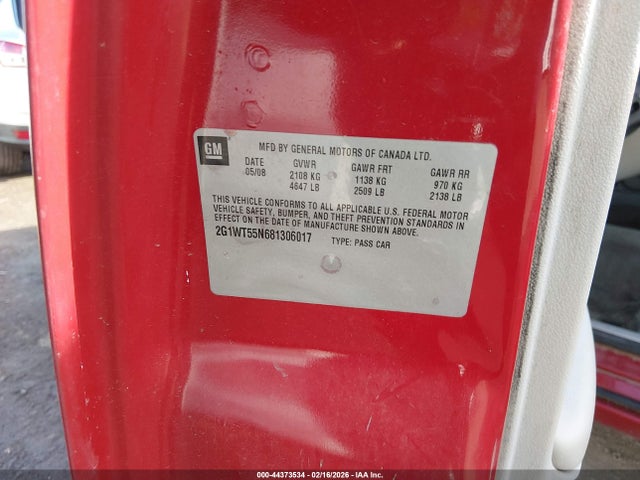 GM
MFD BY GENERAL MOTORS OF CANADA LTD.
DATE GVWR GAWR FRT GAWR RR
05/08 2108 KG 1138 KG 970 KG
4647 LB 2509 LB 2138 LB
THIS VEHICLE CONFORMS TO ALL APPLICABLE U.S. FEDERAL MOTOR
VEHICLE SAFETY, BUMPER, AND THEFT PREVENTION STANDARDS IN
EFFECT ON THE DATE OF MANUFACTURE SHOWN ABOVE.
2G1WT55N681306017 TYPE: PASS CAR
000-44373534 - 02/16/2026 - IAA Inc.